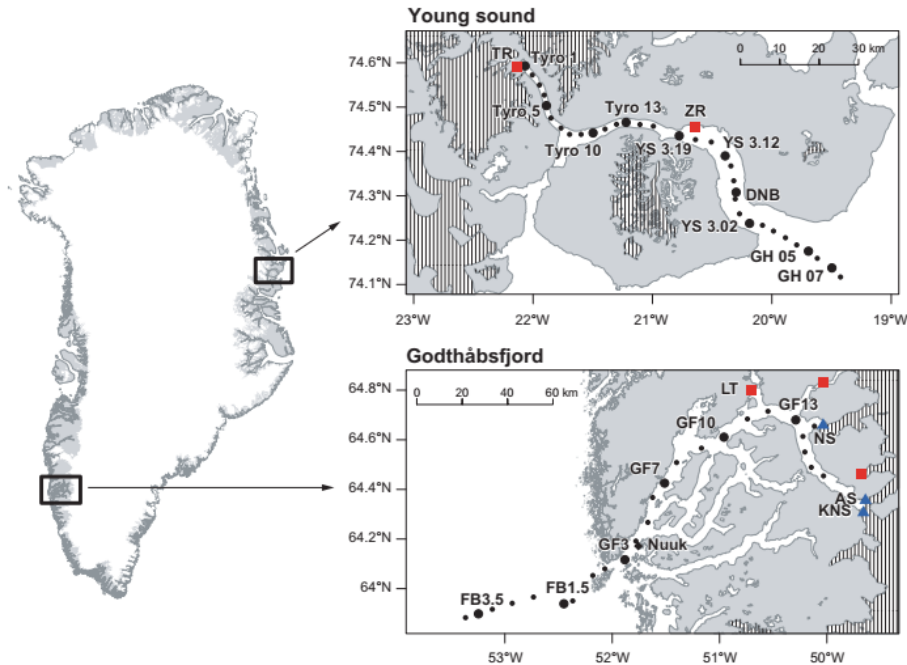 Young sound
74.6°N
74.5°N
74.4°N
74.3°N
74.2°N
74.1°N
0 10 20 30 km
TR
Tyro 1
Tyro 5
Tyro 10
Tyro 13
ZR
YS 3.19
YS 3.12
DNB
YS 3.02
GH 05
GH 07
23°W 22°W 21°W 20°W 19°W
Godthåbsfjord
64.8°N
64.6°N
64.4°N
64.2°N
64°N
0 20 40 60 km
LT
GF13
GF10
NS
GF7
AS
KNS
GF3
Nuuk
FB3.5
FB1.5
53°W 52°W 51°W 50°W